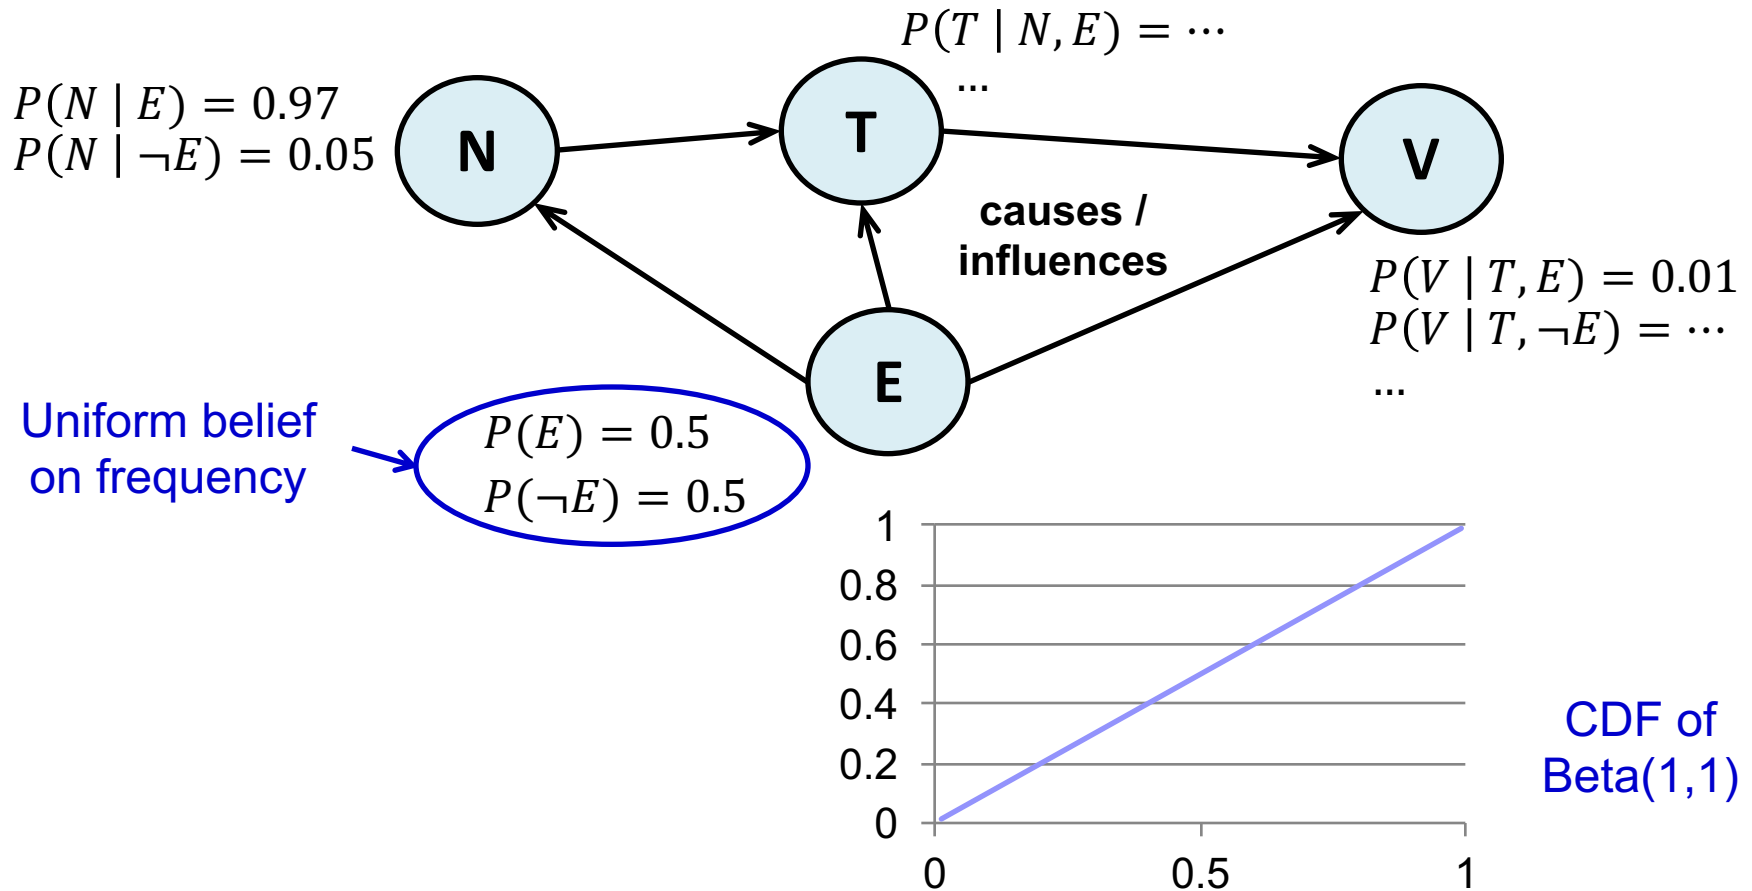 P(T | N, E) = ⋯
...
P(N | E) = 0.97
P(N | ¬E) = 0.05
N
T
V
causes /
influences
P(V | T, E) = 0.01
P(V | T, ¬E) = ⋯
...
E
Uniform belief
on frequency
P(E) = 0.5
P(¬E) = 0.5
1
0.8
0.6
0.4
0.2
0
0 0.5 1
CDF of
Beta(1,1)